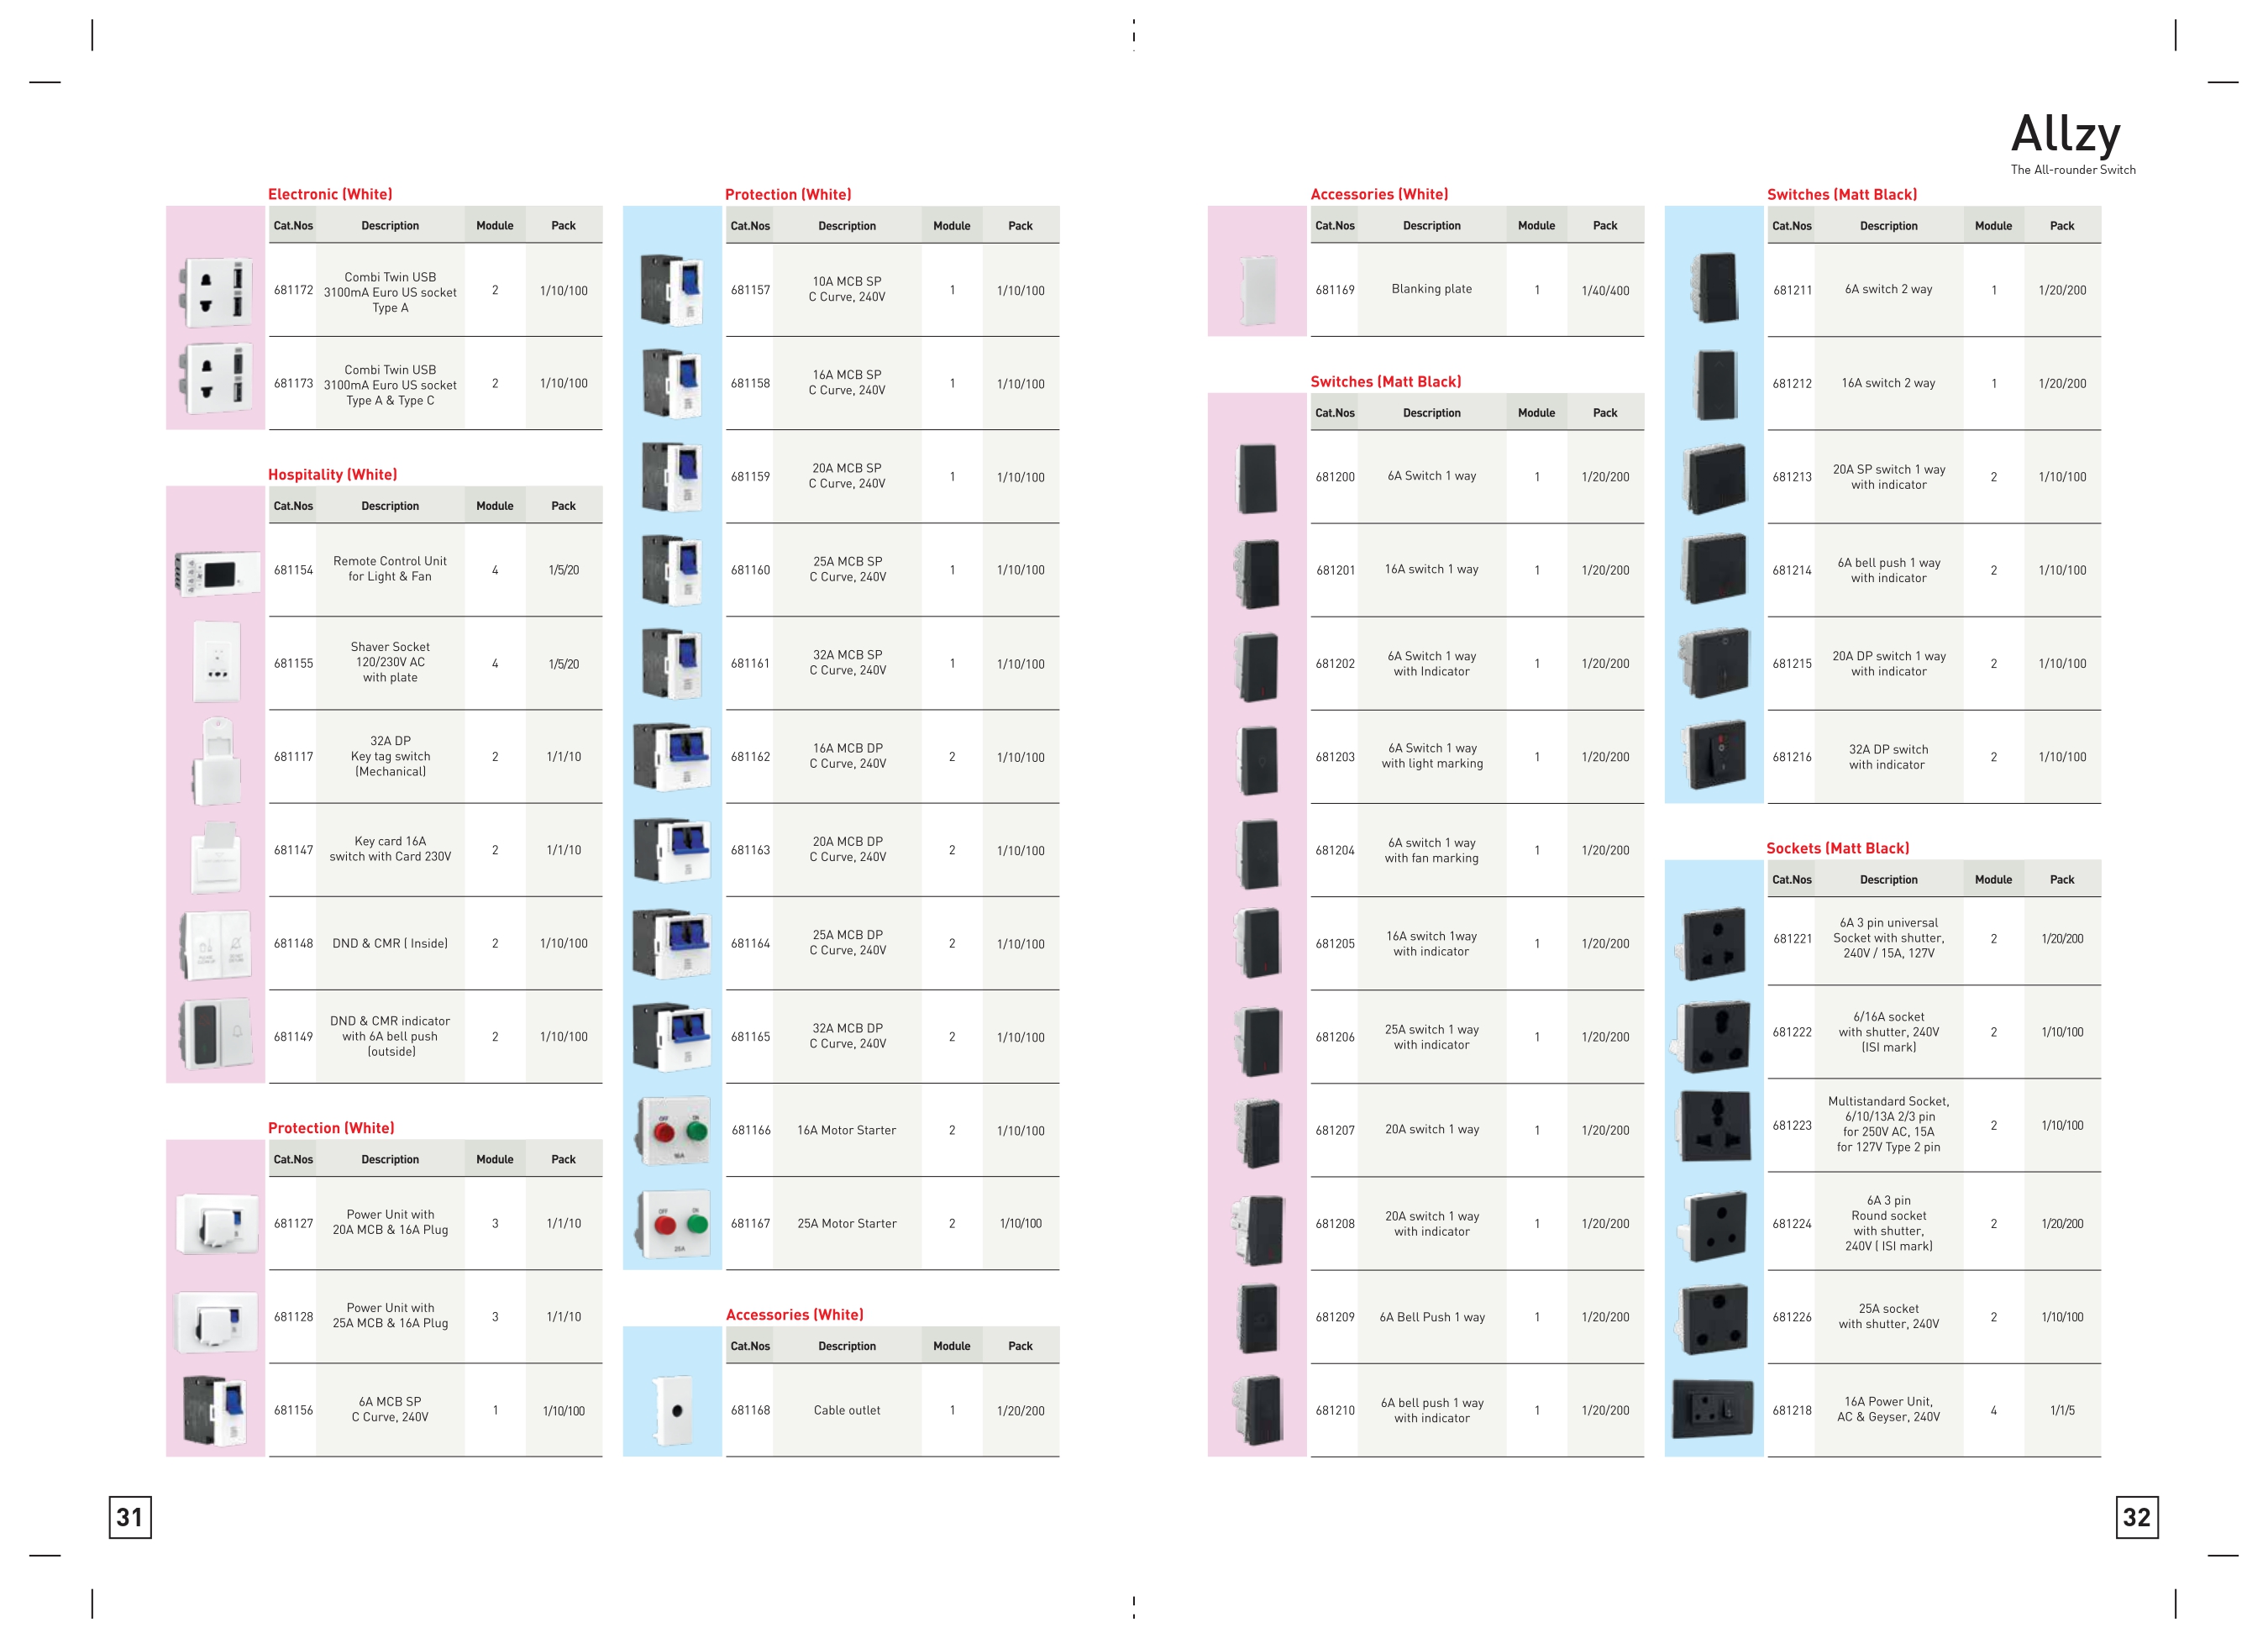 Allzy
The All-rounder Switch
Electronic (White)
Cat.Nos Description Module Pack
681172 Combi Twin USB 3100mA Euro US socket Type A 2 1/10/100
681173 Combi Twin USB 3100mA Euro US socket Type A & Type C 2 1/10/100
Hospitality (White)
Cat.Nos Description Module Pack
681154 Remote Control Unit for Light & Fan 4 1/5/20
681155 Shaver Socket 120/230V AC with plate 4 1/5/20
681117 32A DP Key tag switch (Mechanical) 2 1/1/10
681147 Key card 16A switch with Card 230V 2 1/1/10
681148 DND & CMR ( Inside) 2 1/10/100
681149 DND & CMR indicator with 6A bell push (outside) 2 1/10/100
Protection (White)
Cat.Nos Description Module Pack
681127 Power Unit with 20A MCB & 16A Plug 3 1/1/10
681128 Power Unit with 25A MCB & 16A Plug 3 1/1/10
681156 6A MCB SP C Curve, 240V 1 1/10/100
Protection (White)
Cat.Nos Description Module Pack
681157 10A MCB SP C Curve, 240V 1 1/10/100
681158 16A MCB SP C Curve, 240V 1 1/10/100
681159 20A MCB SP C Curve, 240V 1 1/10/100
681160 25A MCB SP C Curve, 240V 1 1/10/100
681161 32A MCB SP C Curve, 240V 1 1/10/100
681162 16A MCB DP C Curve, 240V 2 1/10/100
681163 20A MCB DP C Curve, 240V 2 1/10/100
681164 25A MCB DP C Curve, 240V 2 1/10/100
681165 32A MCB DP C Curve, 240V 2 1/10/100
OFF ON
16A
681166 16A Motor Starter 2 1/10/100
OFF ON
25A
681167 25A Motor Starter 2 1/10/100
Accessories (White)
Cat.Nos Description Module Pack
681168 Cable outlet 1 1/20/200
31
Accessories (White)
Cat.Nos Description Module Pack
681169 Blanking plate 1 1/40/400
Switches (Matt Black)
Cat.Nos Description Module Pack
681200 6A Switch 1 way 1 1/20/200
681201 16A switch 1 way 1 1/20/200
681202 6A Switch 1 way with Indicator 1 1/20/200
681203 6A Switch 1 way with light marking 1 1/20/200
681204 6A switch 1 way with fan marking 1 1/20/200
681205 16A switch 1way with indicator 1 1/20/200
681206 25A switch 1 way with indicator 1 1/20/200
681207 20A switch 1 way 1 1/20/200
681208 20A switch 1 way with indicator 1 1/20/200
681209 6A Bell Push 1 way 1 1/20/200
681210 6A bell push 1 way with indicator 1 1/20/200
Switches (Matt Black)
Cat.Nos Description Module Pack
681211 6A switch 2 way 1 1/20/200
681212 16A switch 2 way 1 1/20/200
681213 20A SP switch 1 way with indicator 2 1/10/100
681214 6A bell push 1 way with indicator 2 1/10/100
681215 20A DP switch 1 way with indicator 2 1/10/100
681216 32A DP switch with indicator 2 1/10/100
Sockets (Matt Black)
Cat.Nos Description Module Pack
681221 6A 3 pin universal Socket with shutter, 240V / 15A, 127V 2 1/20/200
681222 6/16A socket with shutter, 240V (ISI mark) 2 1/10/100
681223 Multistandard Socket, 6/10/13A 2/3 pin for 250V AC, 15A for 127V Type 2 pin 2 1/10/100
681224 6A 3 pin Round socket with shutter, 240V ( ISI mark) 2 1/20/200
681226 25A socket with shutter, 240V 2 1/10/100
681218 16A Power Unit, AC & Geyser, 240V 4 1/1/5
32